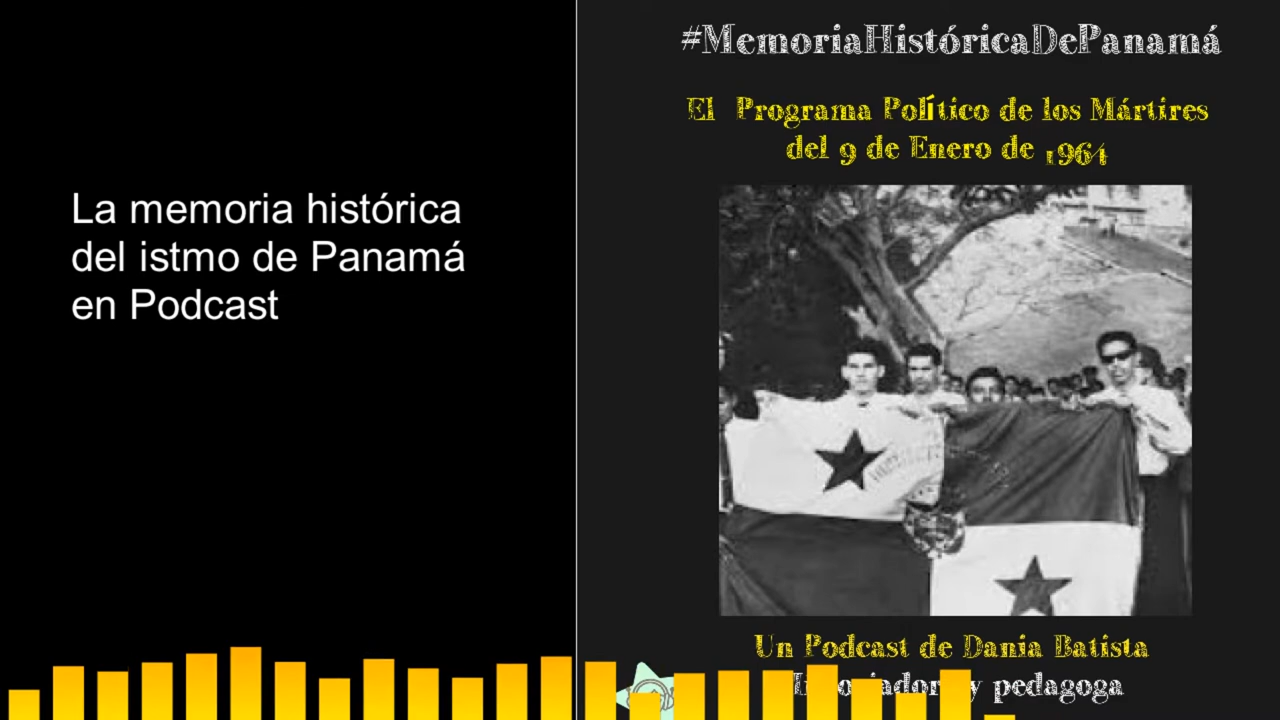 La memoria histórica
del istmo de Panamá
en Podcast
#MemoriaHistóricaDePanamá
El Programa Político de los Mártires
del 9 de Enero de 1964
Un Podcast de Dania Batista
y pedagoga